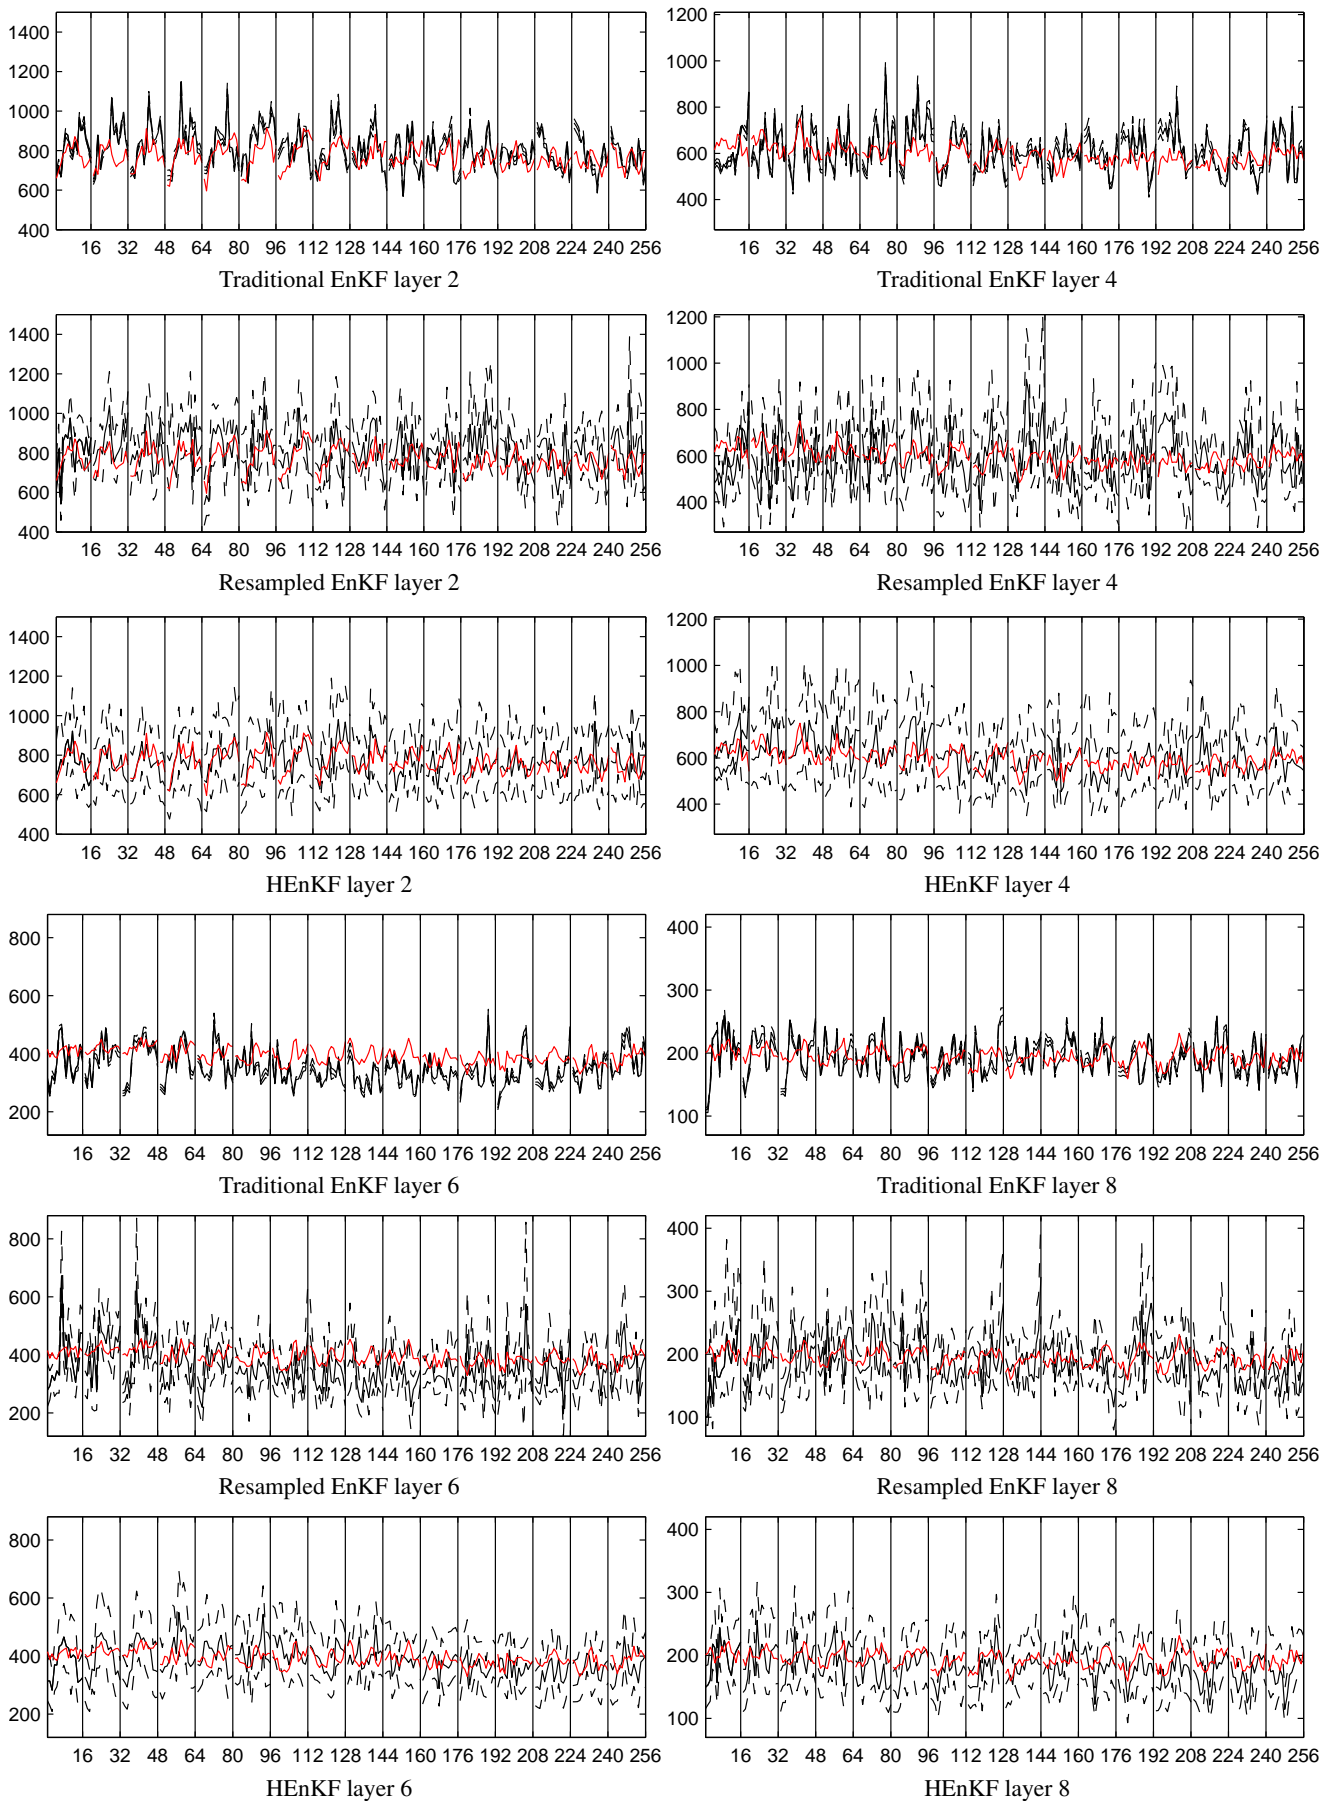 1400
1200
1000
800
600
400
16 32 48 64 80 96 112 128 144 160 176 192 208 224 240 256
Traditional EnKF layer 2
1200
1000
800
600
400
16 32 48 64 80 96 112 128 144 160 176 192 208 224 240 256
Traditional EnKF layer 4
1400
1200
1000
800
600
400
16 32 48 64 80 96 112 128 144 160 176 192 208 224 240 256
Resampled EnKF layer 2
1200
1000
800
600
400
16 32 48 64 80 96 112 128 144 160 176 192 208 224 240 256
Resampled EnKF layer 4
1400
1200
1000
800
600
400
16 32 48 64 80 96 112 128 144 160 176 192 208 224 240 256
HEnKF layer 2
1200
1000
800
600
400
16 32 48 64 80 96 112 128 144 160 176 192 208 224 240 256
HEnKF layer 4
800
600
400
200
16 32 48 64 80 96 112 128 144 160 176 192 208 224 240 256
Traditional EnKF layer 6
400
300
200
100
16 32 48 64 80 96 112 128 144 160 176 192 208 224 240 256
Traditional EnKF layer 8
800
600
400
200
16 32 48 64 80 96 112 128 144 160 176 192 208 224 240 256
Resampled EnKF layer 6
400
300
200
100
16 32 48 64 80 96 112 128 144 160 176 192 208 224 240 256
Resampled EnKF layer 8
800
600
400
200
16 32 48 64 80 96 112 128 144 160 176 192 208 224 240 256
HEnKF layer 6
400
300
200
100
16 32 48 64 80 96 112 128 144 160 176 192 208 224 240 256
HEnKF layer 8